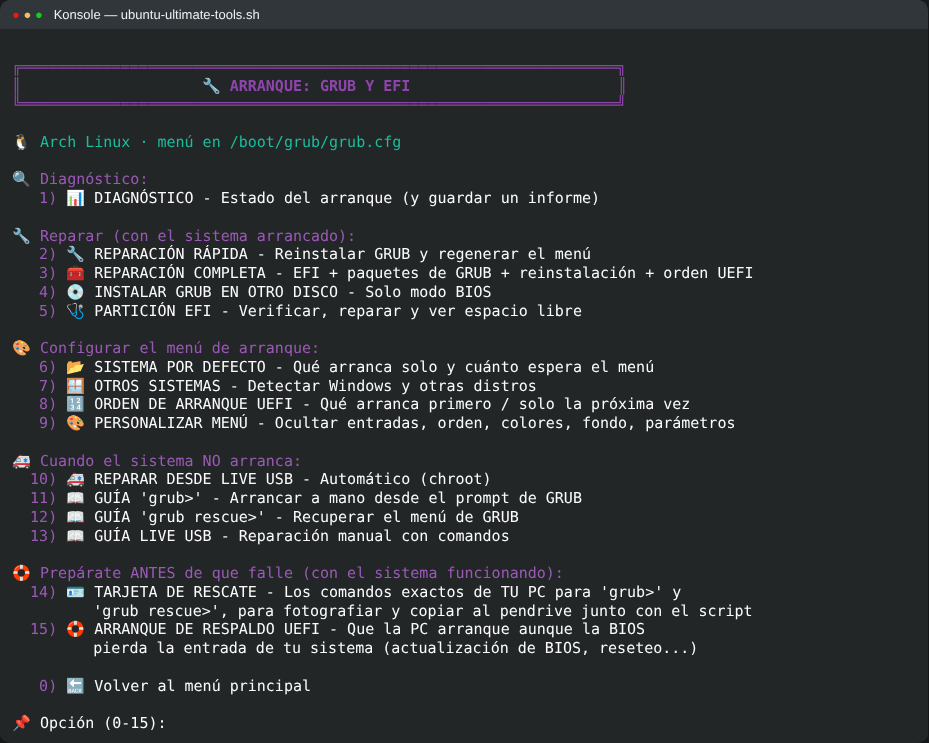 Konsole — ubuntu-ultimate-tools.sh
🔧 ARRANQUE: GRUB Y EFI
🐧 Arch Linux · menú en /boot/grub/grub.cfg
🔍 Diagnóstico:
1) 📊 DIAGNÓSTICO - Estado del arranque (y guardar un informe)
🔧 Reparar (con el sistema arrancado):
2) 🔧 REPARACIÓN RÁPIDA - Reinstalar GRUB y regenerar el menú
3) 🧰 REPARACIÓN COMPLETA - EFI + paquetes de GRUB + reinstalación + orden UEFI
4) 💿 INSTALAR GRUB EN OTRO DISCO - Solo modo BIOS
5) 🩺 PARTICIÓN EFI - Verificar, reparar y ver espacio libre
🎨 Configurar el menú de arranque:
6) 📂 SISTEMA POR DEFECTO - Qué arranca solo y cuánto espera el menú
7) 🪟 OTROS SISTEMAS - Detectar Windows y otras distros
8) 🔢 ORDEN DE ARRANQUE UEFI - Qué arranca primero / solo la próxima vez
9) 🎨 PERSONALIZAR MENÚ - Ocultar entradas, orden, colores, fondo, parámetros
🚑 Cuando el sistema NO arranca:
10) 🚑 REPARAR DESDE LIVE USB - Automático (chroot)
11) 📖 GUÍA 'grub>' - Arrancar a mano desde el prompt de GRUB
12) 📖 GUÍA 'grub rescue>' - Recuperar el menú de GRUB
13) 📖 GUÍA LIVE USB - Reparación manual con comandos
🛟 Prepárate ANTES de que falle (con el sistema funcionando):
14) 🪪 TARJETA DE RESCATE - Los comandos exactos de TU PC para 'grub>' y
'grub rescue>', para fotografiar y copiar al pendrive junto con el script
15) 🛟 ARRANQUE DE RESPALDO UEFI - Que la PC arranque aunque la BIOS
pierda la entrada de tu sistema (actualización de BIOS, reseteo...)
0) 🔙 Volver al menú principal
📌 Opción (0-15):